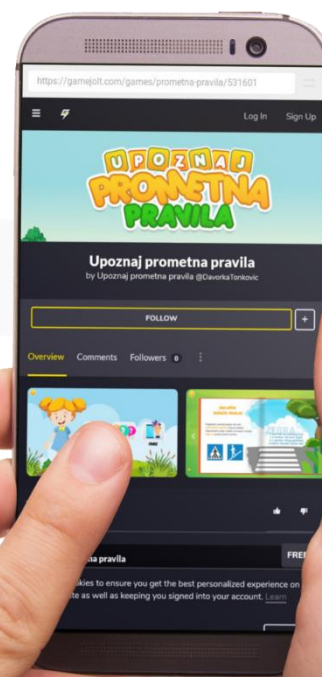 https://gamejolt.com/games/prometna-pravila/531601
Log In Sign Up
UPOZNAJ
PROMETNA
PRAVILA
Upoznaj prometna pravila
by Upoznaj prometna pravila @DavorkaTonkovic
FOLLOW
+
Overview Comments Followers 0
na pravila
FREE
kies to ensure you get the best personalized experience on
te as well as keeping you signed into your account. Learn